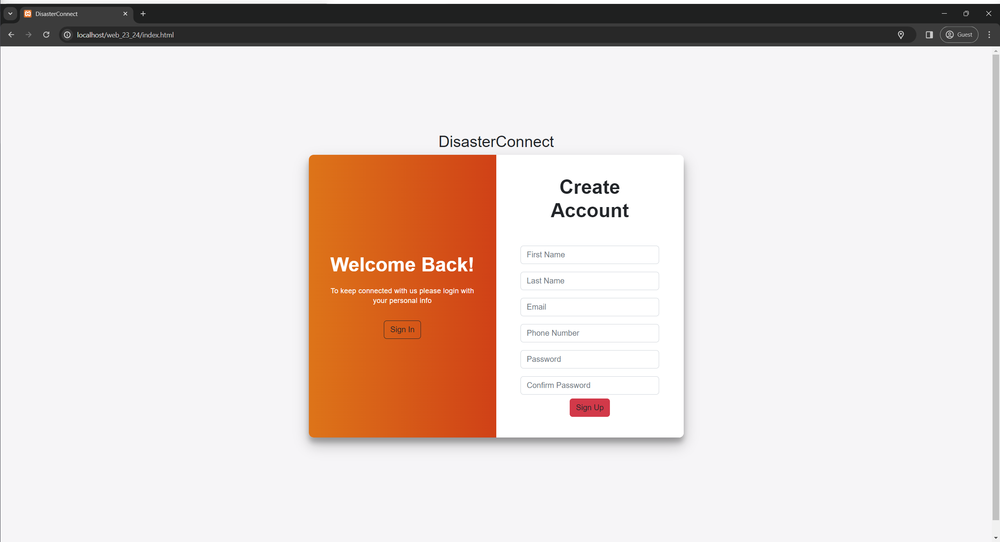 DisasterConnect
localhost/web_23_24/index.html
Guest
DisasterConnect
Welcome Back!
To keep connected with us please login with
your personal info
Sign In
Create
Account
First Name
Last Name
Email
Phone Number
Password
Confirm Password
Sign Up